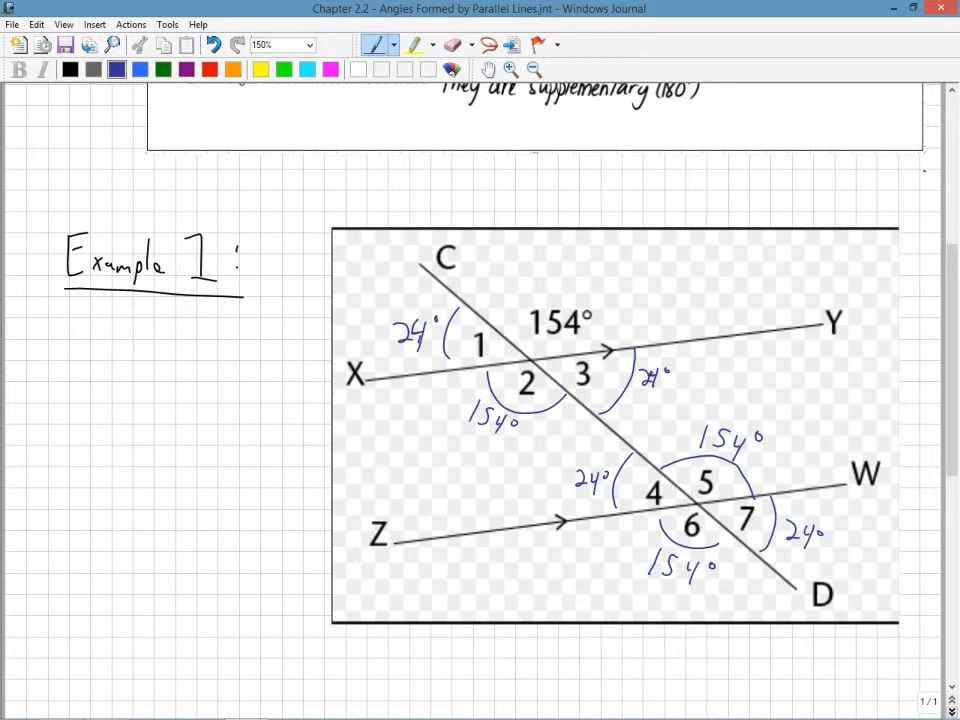 Chapter 2.2 - Angles Formed by Parallel Lines.jnt - Windows Journal
File Edit View Insert Actions Tools Help
150%
B I
They are supplementary (180°)
Example 1 :
C
154°
Y
24°
1
X
2
3
24°
154°
154°
W
24°
4
5
Z
6
7
24°
154°
D
1 / 1